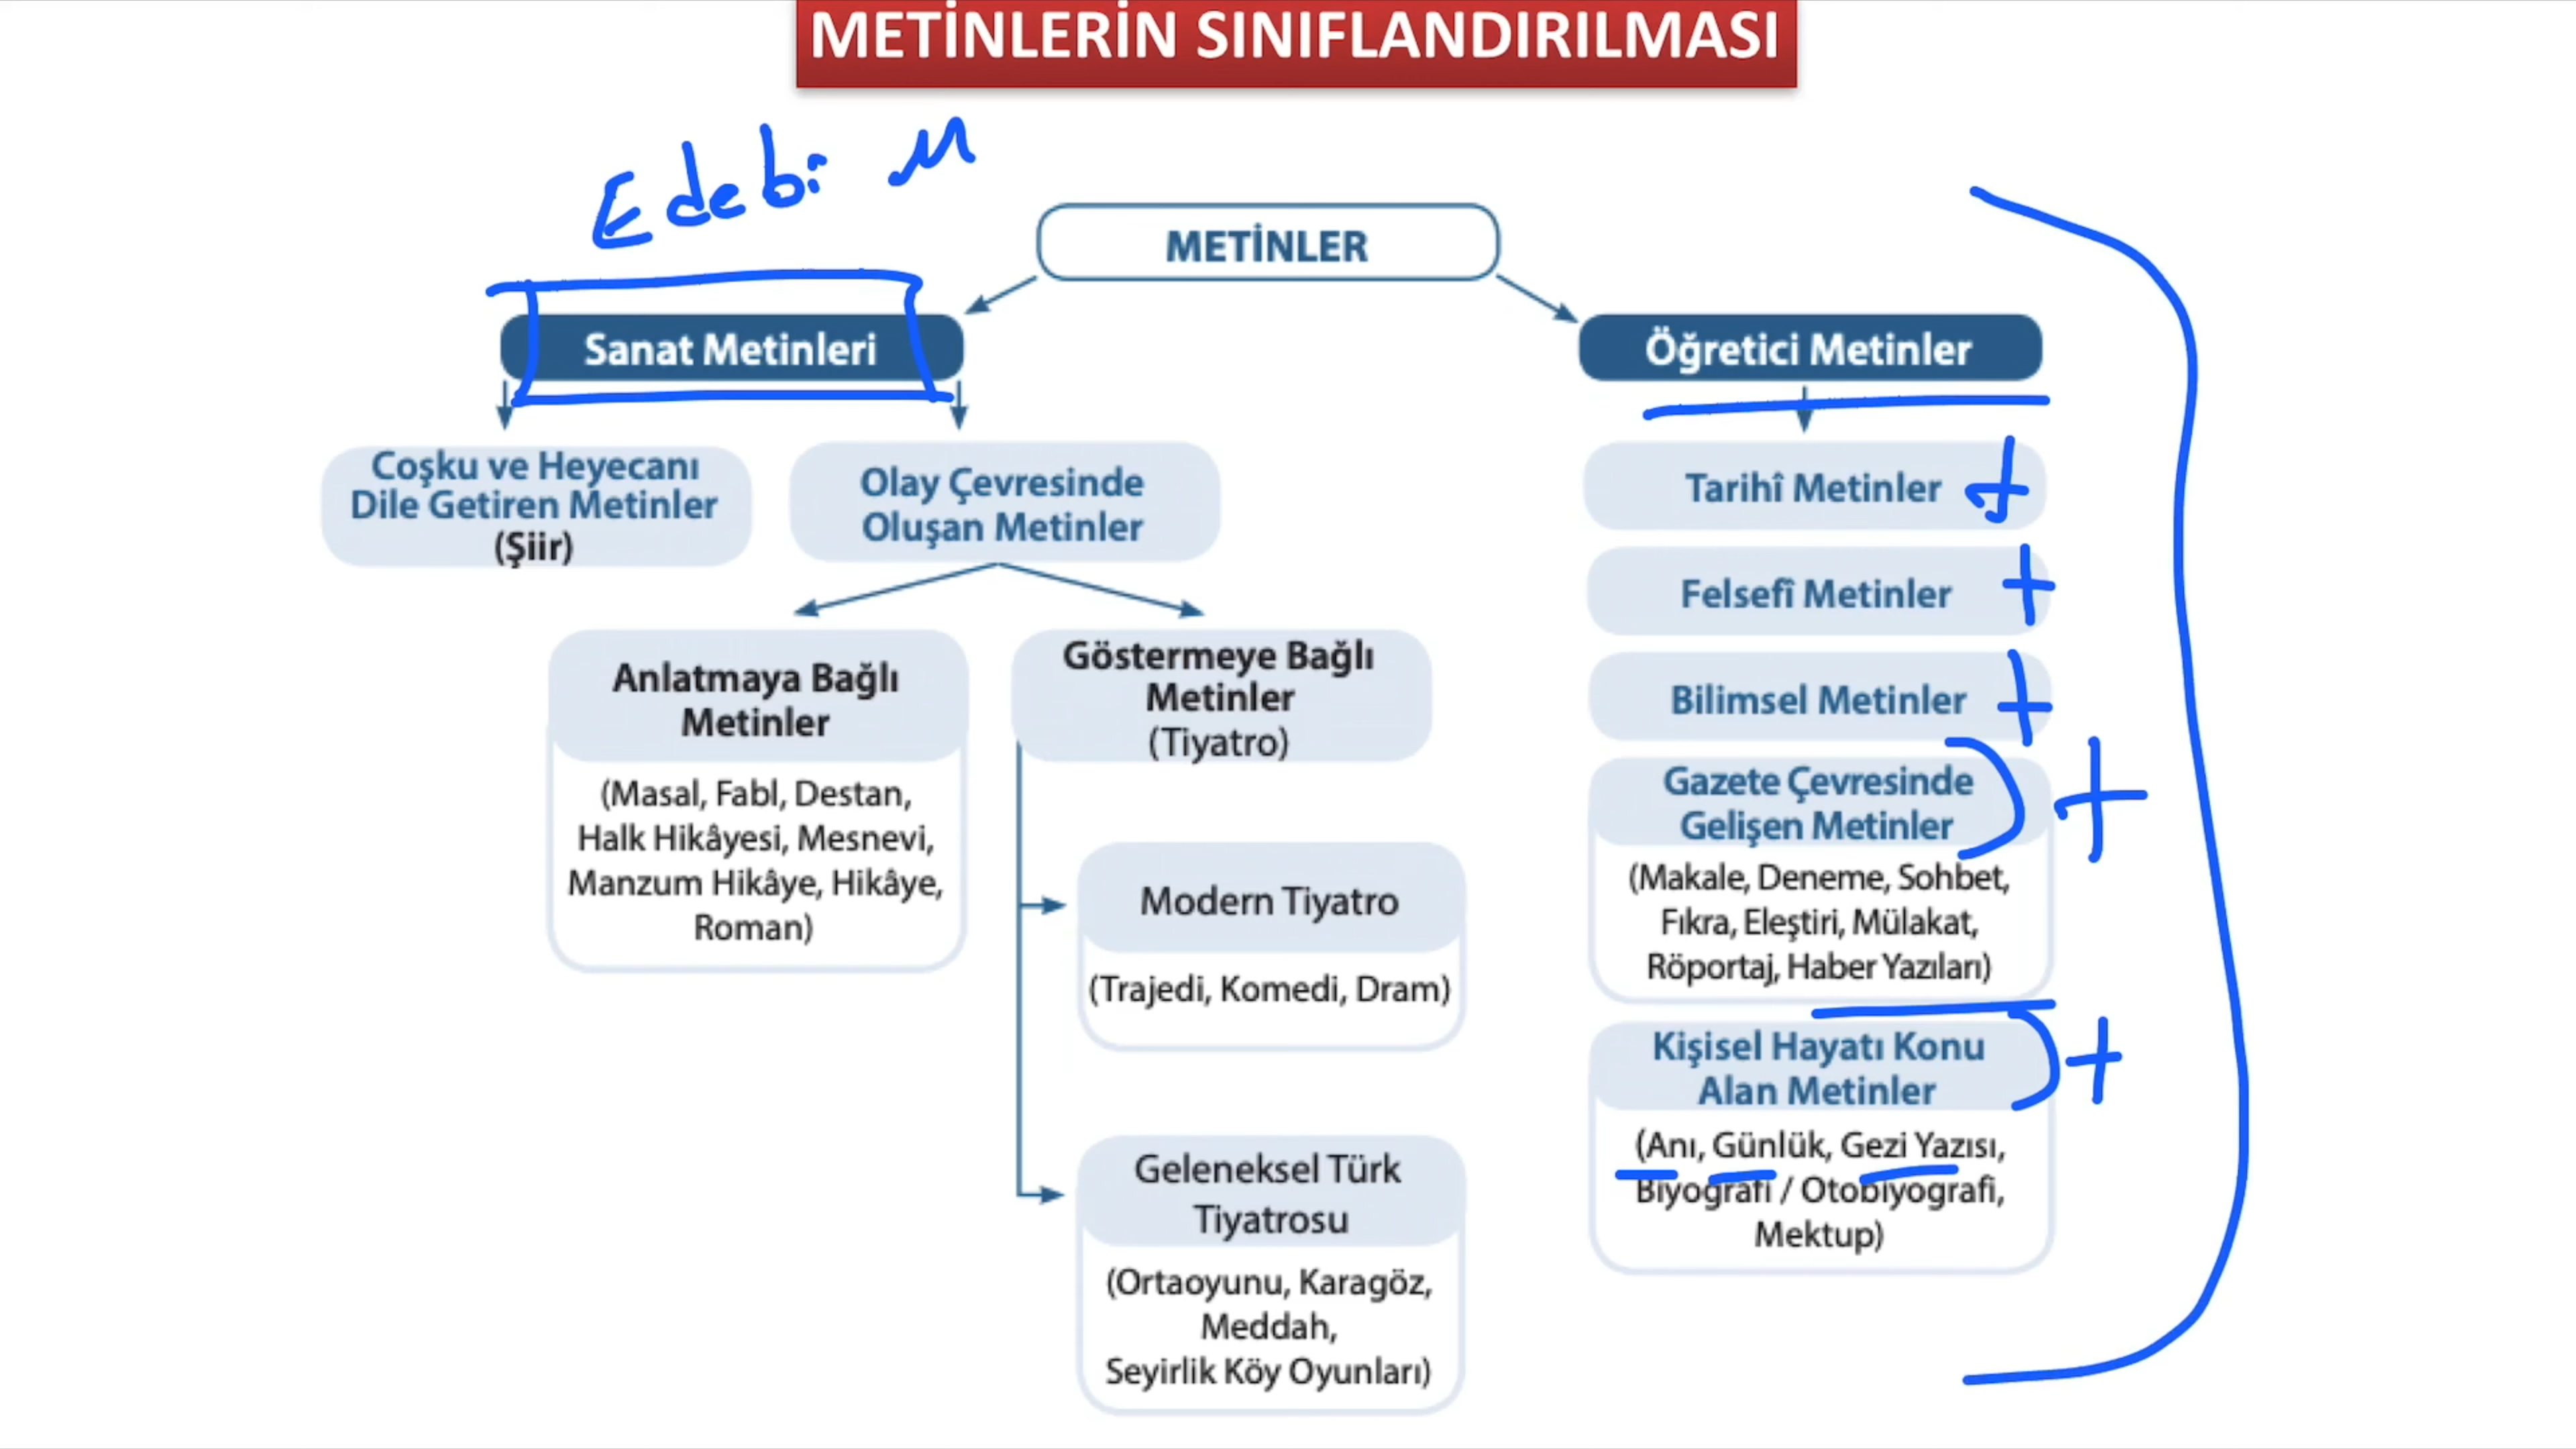 METİNLERİN SINIFLANDIRILMASI
Edebi M
METİNLER
Sanat Metinleri
Coşku ve Heyecanı
Dile Getiren Metinler
(Şiir)
Olay Çevresinde
Oluşan Metinler
Anlatmaya Bağlı
Metinler
(Masal, Fabl, Destan,
Halk Hikâyesi, Mesnevi,
Manzum Hikâye, Hikâye,
Roman)
Göstermeye Bağlı
Metinler
(Tiyatro)
Modern Tiyatro
(Trajedi, Komedi, Dram)
Geleneksel Türk
Tiyatrosu
(Ortaoyunu, Karagöz,
Meddah,
Seyirlik Köy Oyunları)
Öğretici Metinler
Tarihî Metinler +
Felsefî Metinler +
Bilimsel Metinler +
Gazete Çevresinde
Gelişen Metinler +
(Makale, Deneme, Sohbet,
Fıkra, Eleştiri, Mülakat,
Röportaj, Haber Yazıları)
Kişisel Hayatı Konu
Alan Metinler +
(Anı, Günlük, Gezi Yazısı,
Biyografi / Otobiyografi,
Mektup)